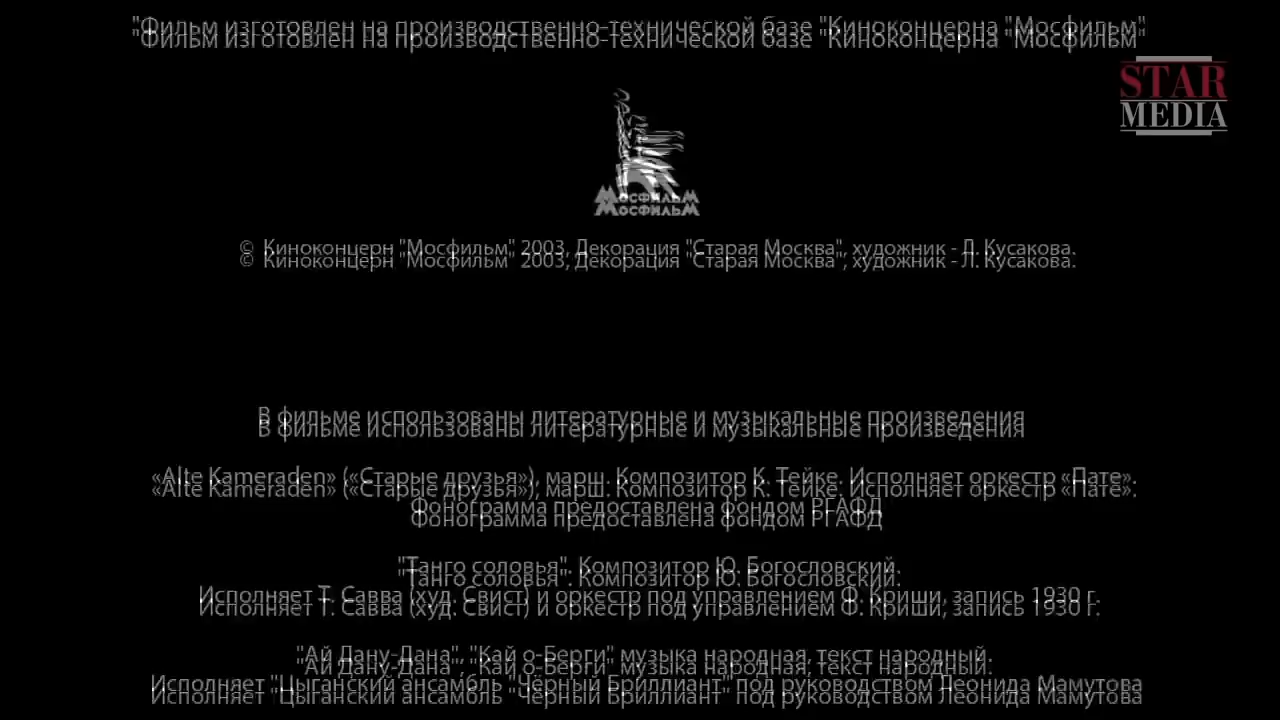 "Фильм изготовлен на производственно-технической базе "Киноконцерна "Мосфильм"
STAR
MEDIA
МОСФИЛЬМ
© Киноконцерн "Мосфильм" 2003, Декорация "Старая Москва", художник - Л. Кусакова.
В фильме использованы литературные и музыкальные произведения
«Alte Kameraden» («Старые друзья»), марш. Композитор К. Тейке. Исполняет оркестр «Пате».
Фонограмма предоставлена фондом РГАФД
"Танго соловья". Композитор Ю. Богословский.
Исполняет Т. Савва (худ. Свист) и оркестр под управлением Ф. Криши, запись 1930 г.
"Ай Дану-Дана", "Кай о-Берги" музыка народная, текст народный.
Исполняет "Цыганский ансамбль "Чёрный Бриллиант" под руководством Леонида Мамутова